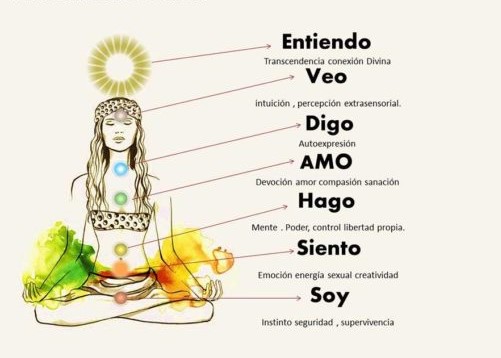 Entiendo
Transcendencia conexión Divina
Veo
intuición , percepción extrasensorial.
Digo
Autoexpresión
AMO
Devoción amor compasión sanación
Hago
Mente . Poder, control libertad propia.
Siento
Emoción energía sexual creatividad
Soy
Instinto seguridad , supervivencia